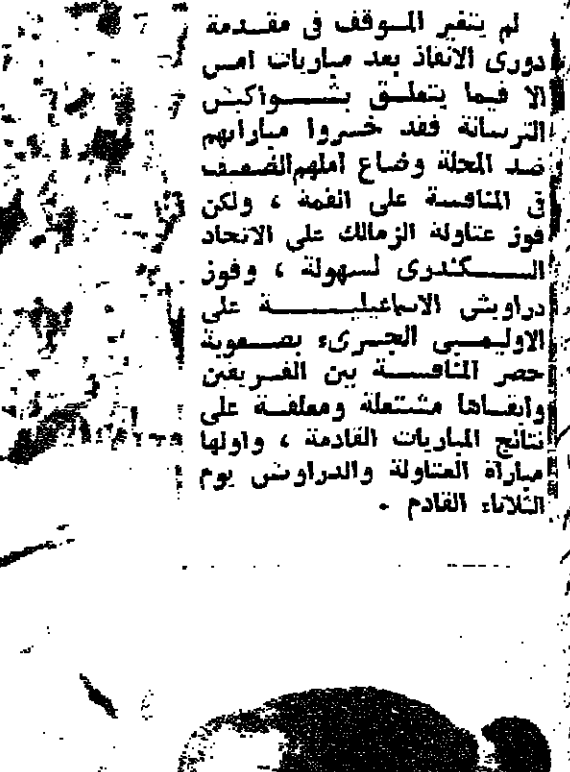 لم يتغير الموقف فى مقدمة
دورى الانقاذ بعد مباريات امس
الا فيما يتعلق بشواكيش
الترسانة فقد خسروا مباراتهم
ضد المحلة وضاع املهم الضعيف
فى المنافسة على القمة ، ولكن
فوز عتاولة الزمالك على الاتحاد
السكندرى لسهولة ، وفوز
دراويش الاسماعيلية على
الاوليمبى الجرىء بصعوبة
حصر المنافسة بين الفريقين
وابقاها مشتعلة ومعلقة على
نتائج المباريات القادمة ، واولها
مباراة العتاولة والدراويش يوم
الثلاثاء القادم .